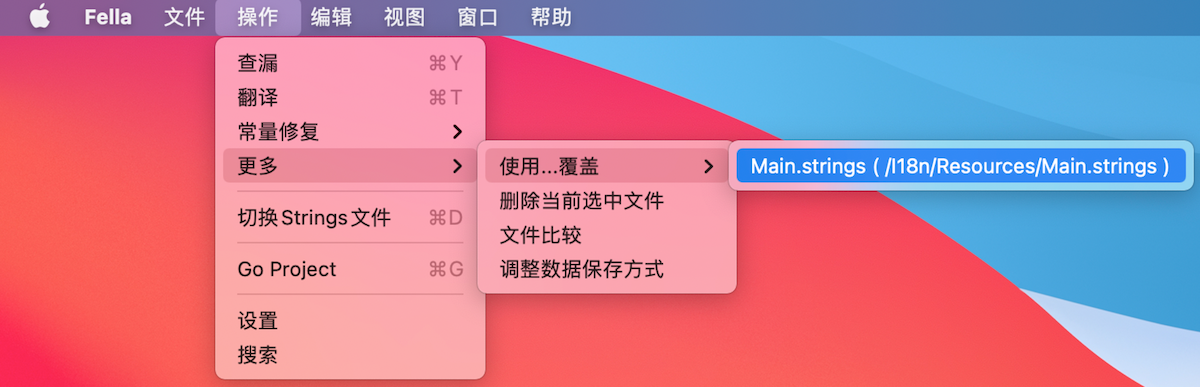 Fella 文件 操作 编辑 视图 窗口 帮助
查漏 ⌘Y
翻译 ⌘T
常量修复
更多
切换Strings文件 ⌘D
Go Project ⌘G
设置
搜索
使用...覆盖
删除当前选中文件
文件比较
调整数据保存方式
Main.strings ( /I18n/Resources/Main.strings )